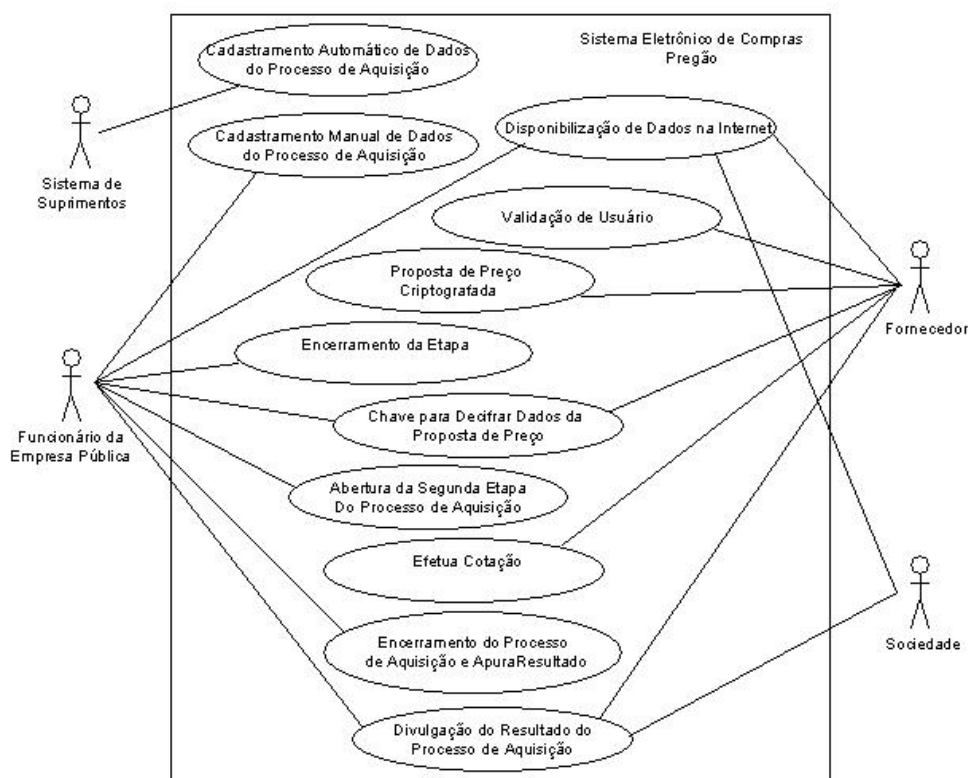 Cadastramento Automático de Dados
do Processo de Aquisição
Sistema Eletrônico de Compras
Pregão
Cadastramento Manual de Dados
do Processo de Aquisição
Disponibilização de Dados na Internet
Sistema de
Suprimentos
Validação de Usuário
Proposta de Preço
Criptografada
Fornecedor
Encerramento da Etapa
Funcionário da
Empresa Pública
Chave para Decifrar Dados da
Proposta de Preço
Abertura da Segunda Etapa
Do Processo de Aquisição
Efetua Cotação
Sociedade
Encerramento do Processo
de Aquisição e ApuraResultado
Divulgação do Resultado do
Processo de Aquisição